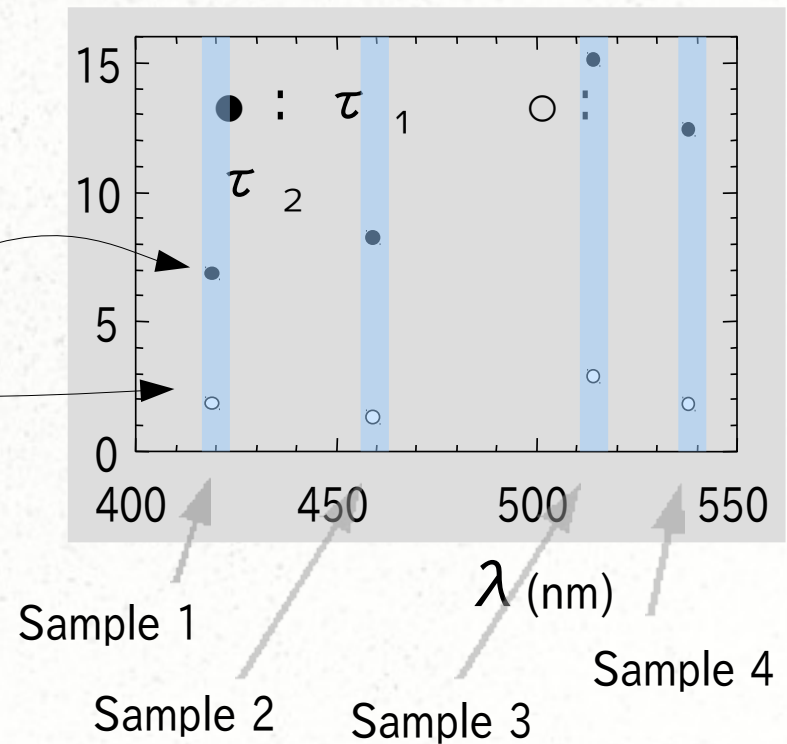 15
● : τ 1 ○ :
τ 2
10
5
0
400 450 500 550
λ (nm)
Sample 1
Sample 2
Sample 3
Sample 4